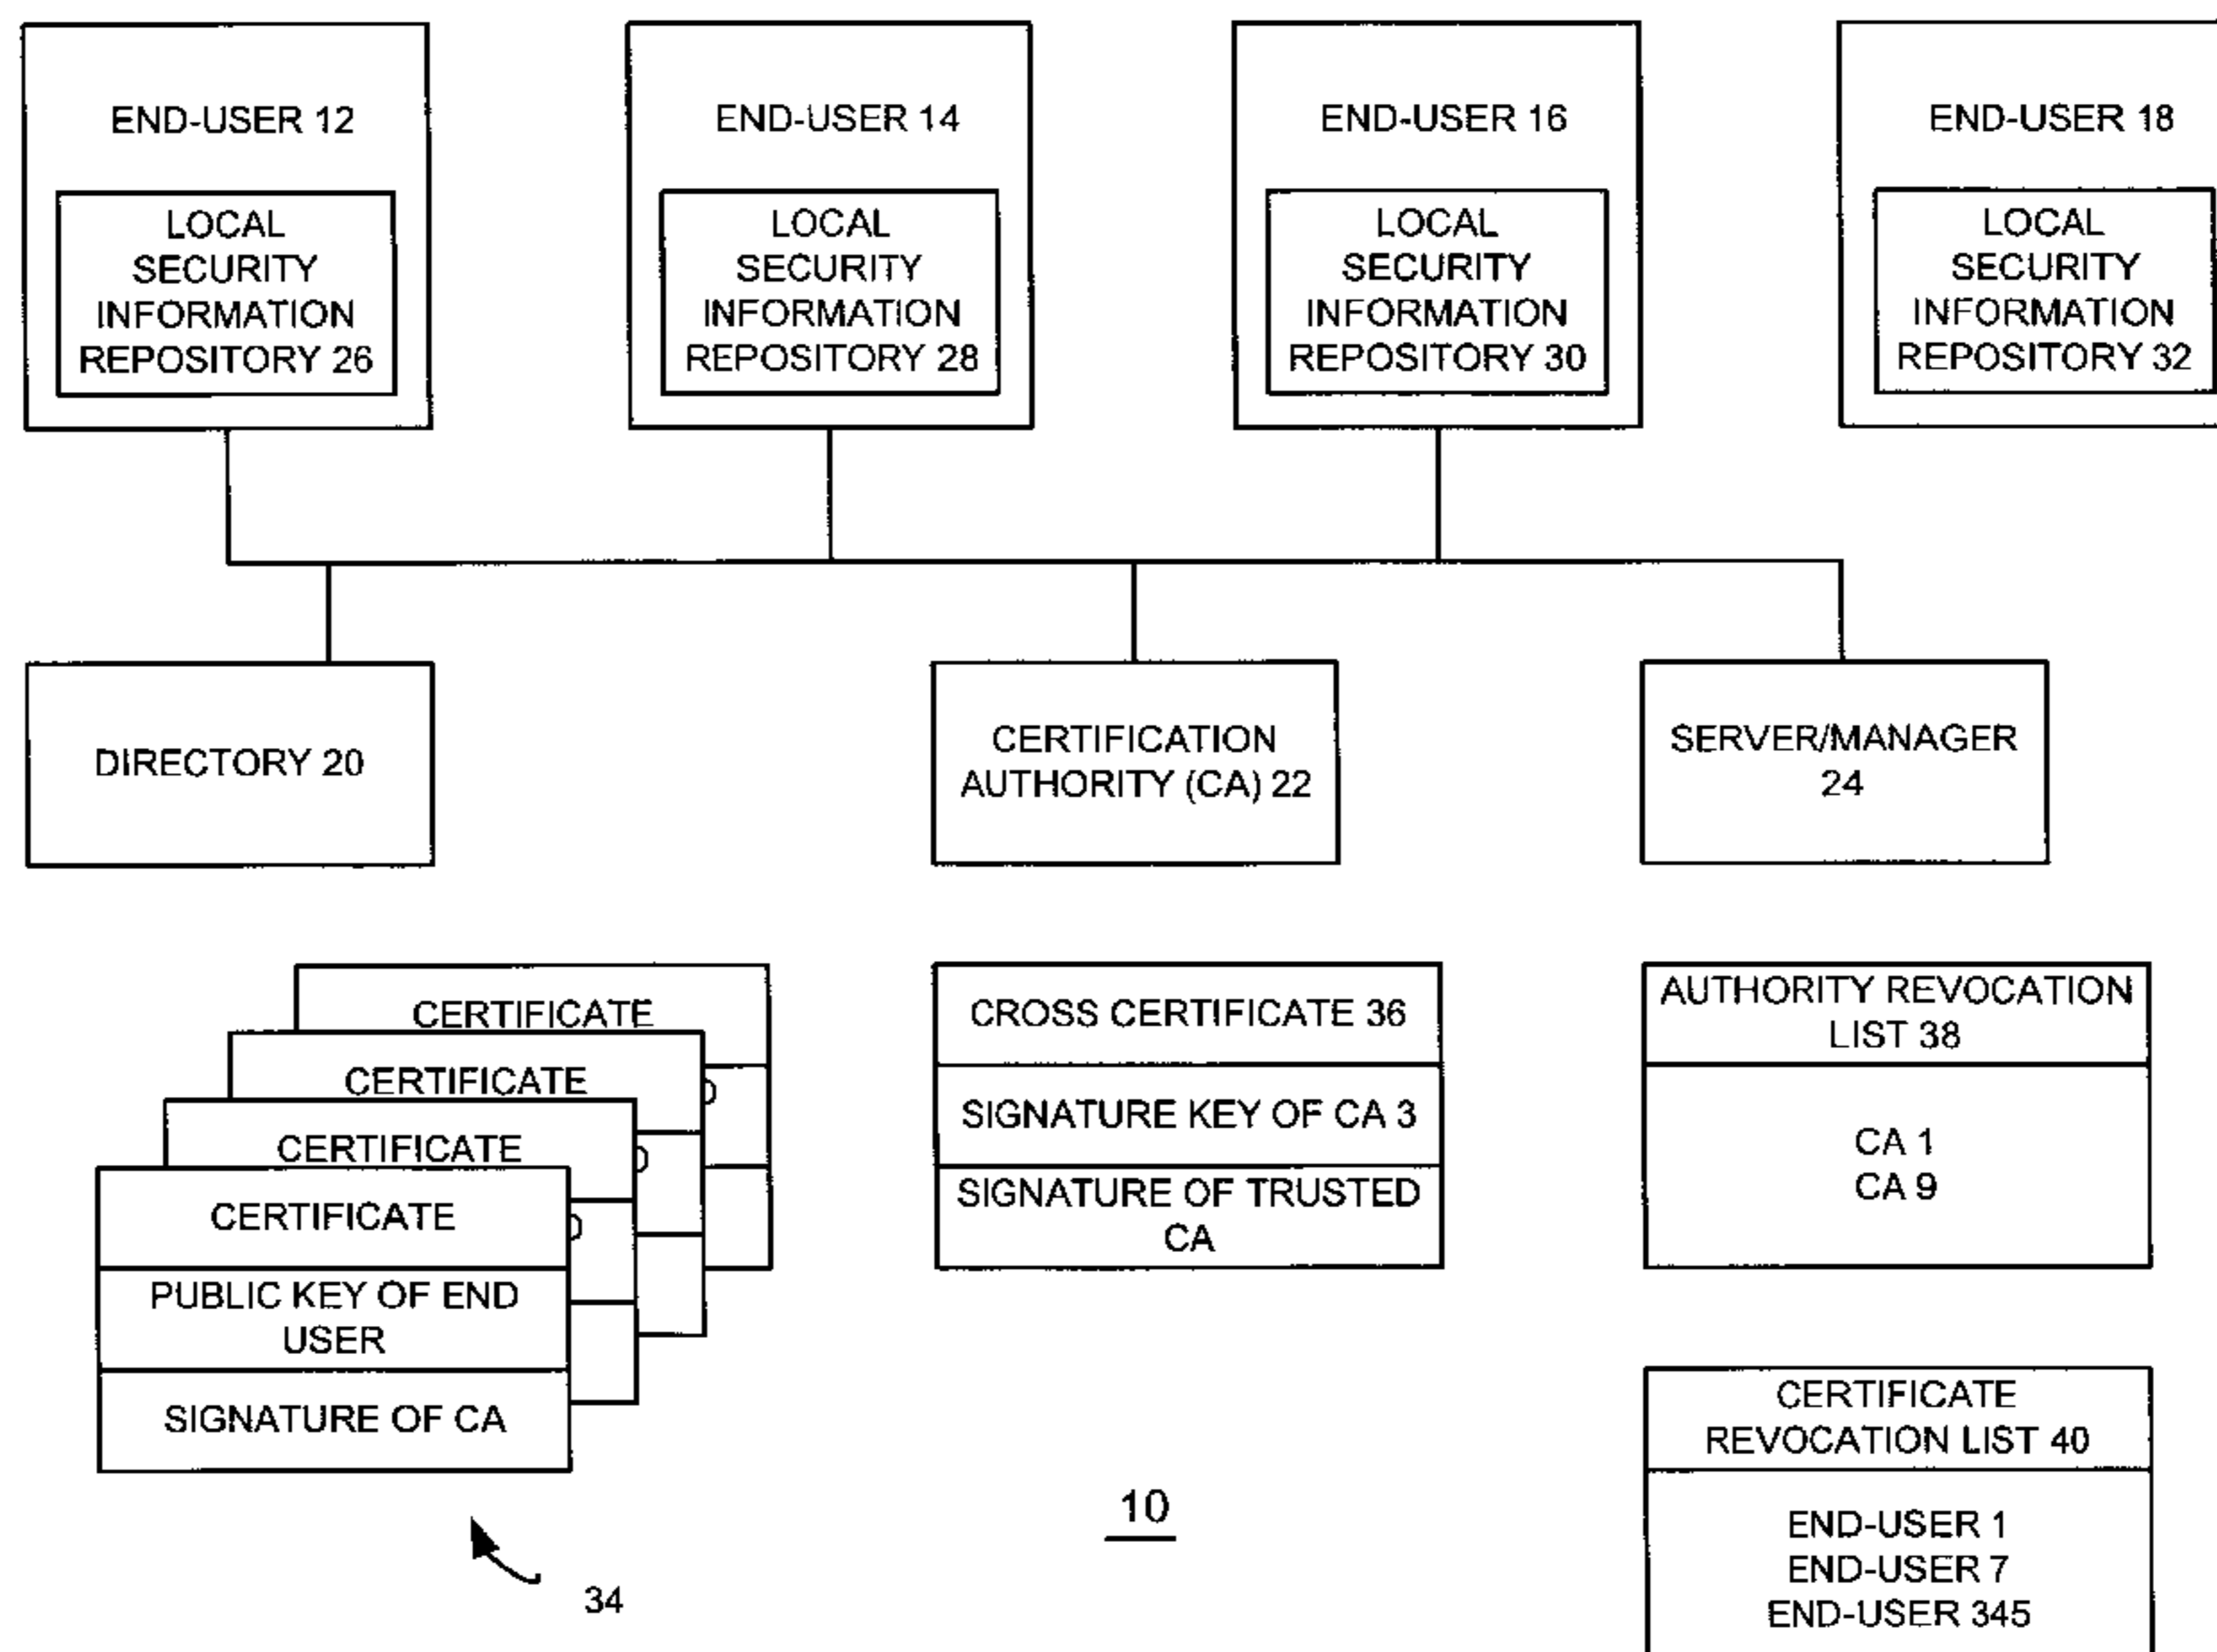 END-USER 12
LOCAL
SECURITY
INFORMATION
REPOSITORY 26
END-USER 14
LOCAL
SECURITY
INFORMATION
REPOSITORY 28
END-USER 16
LOCAL
SECURITY
INFORMATION
REPOSITORY 30
END-USER 18
LOCAL
SECURITY
INFORMATION
REPOSITORY 32
DIRECTORY 20
CERTIFICATION
AUTHORITY (CA) 22
SERVER/MANAGER
24
CERTIFICATE
CERTIFICATE
CERTIFICATE
CERTIFICATE
PUBLIC KEY OF END
USER
SIGNATURE OF CA
34
CROSS CERTIFICATE 36
SIGNATURE KEY OF CA 3
SIGNATURE OF TRUSTED
CA
10
AUTHORITY REVOCATION
LIST 38
CA 1
CA 9
CERTIFICATE
REVOCATION LIST 40
END-USER 1
END-USER 7
END-USER 345